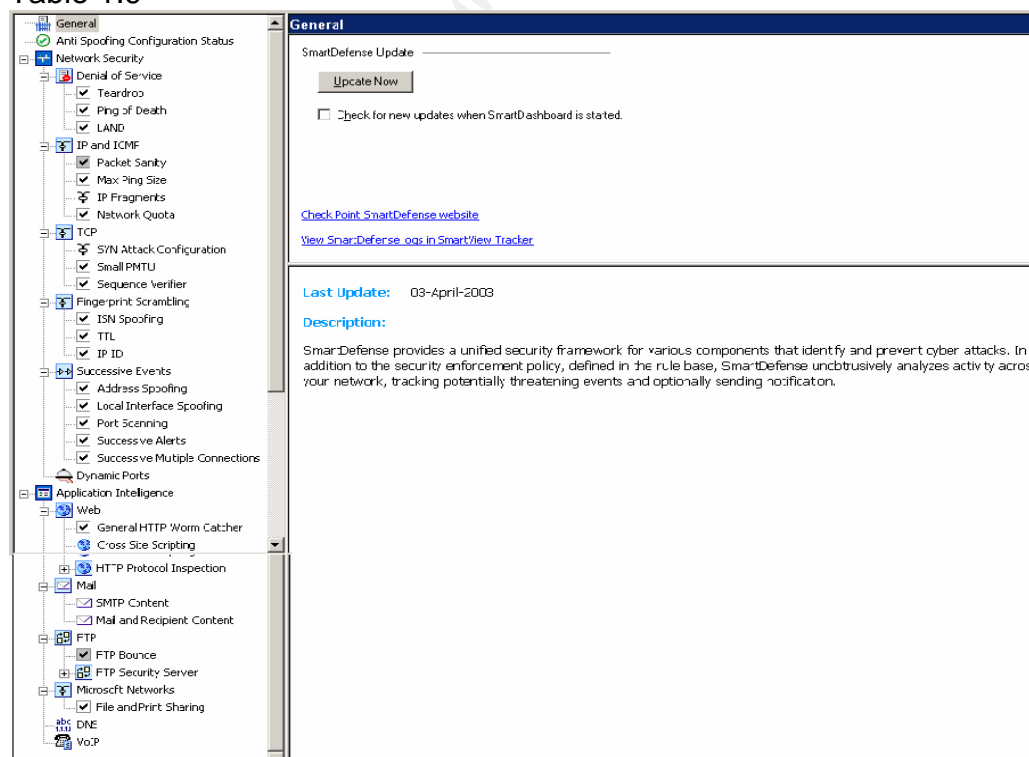 General
Anti Spoofing Configuration Status
Network Security
Denial of Service
Teardrop
Ping of Death
LAND
IP and ICMP
Packet Sanity
Max Ping Size
IP Fragments
Network Quota
TCP
SYN Attack Configuration
Small PMTU
Sequence Verifier
Fingerprint Scrambling
ISN Spoofing
TTL
IP ID
Successive Events
Address Spoofing
Local Interface Spoofing
Port Scanning
Successive Alerts
Successive Multiple Connections
Dynamic Ports
Application Intelligence
Web
General HTTP Worm Catcher
Cross Site Scripting
HTTP Protocol Inspection
Mail
SMTP Content
Mail and Recipient Content
FTP
FTP Bounce
FTP Security Server
Microsoft Networks
File and Print Sharing
DNS
VoIP
General
SmartDefense Update
Update Now
Check for new updates when SmartDashboard is started.
Check Point SmartDefense website
View SmartDefense logs in SmartView Tracker
Last Update: 03-April-2003
Description:
SmartDefense provides a unified security framework for various components that identify and prevent cyber attacks. In
addition to the security enforcement policy, defined in the rule base, SmartDefense unobtrusively analyzes activity acros
your network, tracking potentially threatening events and optionally sending notification.